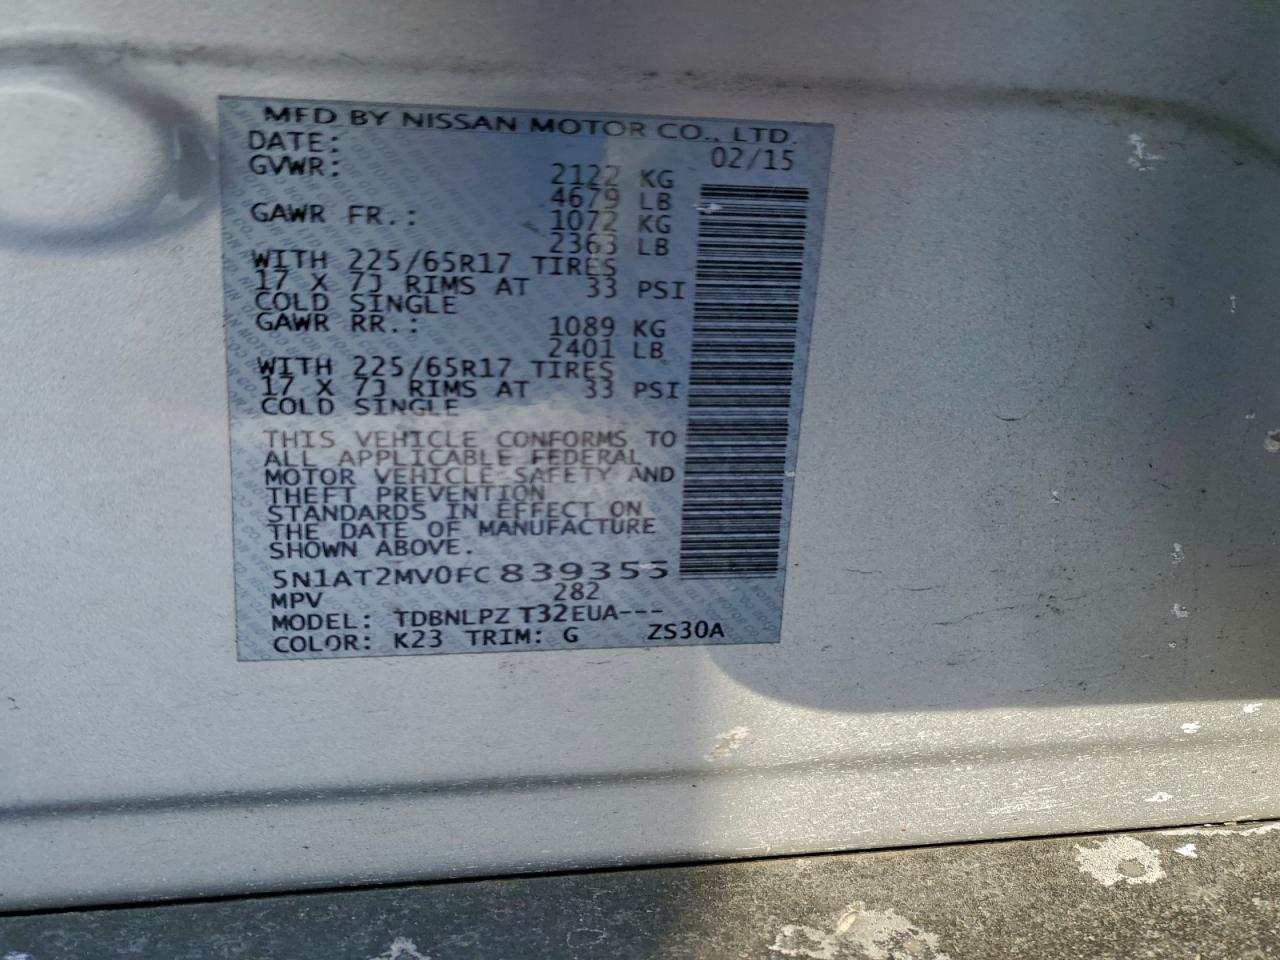 MFD BY NISSAN MOTOR CO., LTD.
DATE: 02/15
GVWR: 2122 KG
4679 LB
GAWR FR.: 1072 KG
2363 LB
WITH 225/65R17 TIRES
17 X 7J RIMS AT 33 PSI
COLD SINGLE
GAWR RR.: 1089 KG
2401 LB
WITH 225/65R17 TIRES
17 X 7J RIMS AT 33 PSI
COLD SINGLE
THIS VEHICLE CONFORMS TO
ALL APPLICABLE FEDERAL
MOTOR VEHICLE SAFETY AND
THEFT PREVENTION
STANDARDS IN EFFECT ON
THE DATE OF MANUFACTURE
SHOWN ABOVE.
5N1AT2MV0FC839355
MPV 282
MODEL: TDBNLPZ T32EUA---
COLOR: K23 TRIM: G ZS30A